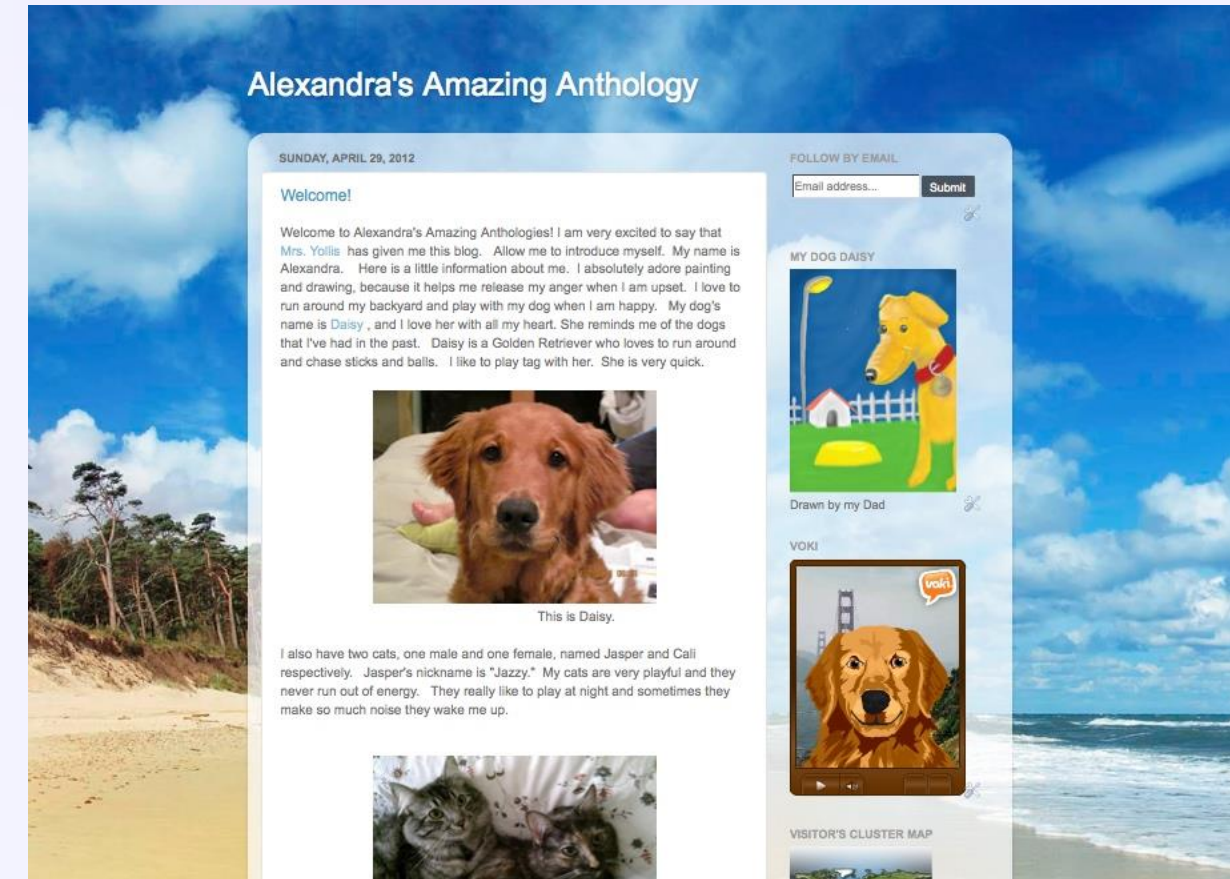 Alexandra's Amazing Anthology
SUNDAY, APRIL 29, 2012
Welcome!
Welcome to Alexandra's Amazing Anthologies! I am very excited to say that
Mrs. Yollis has given me this blog. Allow me to introduce myself. My name is
Alexandra. Here is a little information about me. I absolutely adore painting
and drawing, because it helps me release my anger when I am upset. I love to
run around my backyard and play with my dog when I am happy. My dog's
name is Daisy , and I love her with all my heart. She reminds me of the dogs
that I've had in the past. Daisy is a Golden Retriever who loves to run around
and chase sticks and balls. I like to play tag with her. She is very quick.
This is Daisy.
I also have two cats, one male and one female, named Jasper and Cali
respectively. Jasper's nickname is "Jazzy." My cats are very playful and they
never run out of energy. They really like to play at night and sometimes they
make so much noise they wake me up.
FOLLOW BY EMAIL
Email address...
Submit
MY DOG DAISY
Drawn by my Dad
VOKI
voki
VISITOR'S CLUSTER MAP